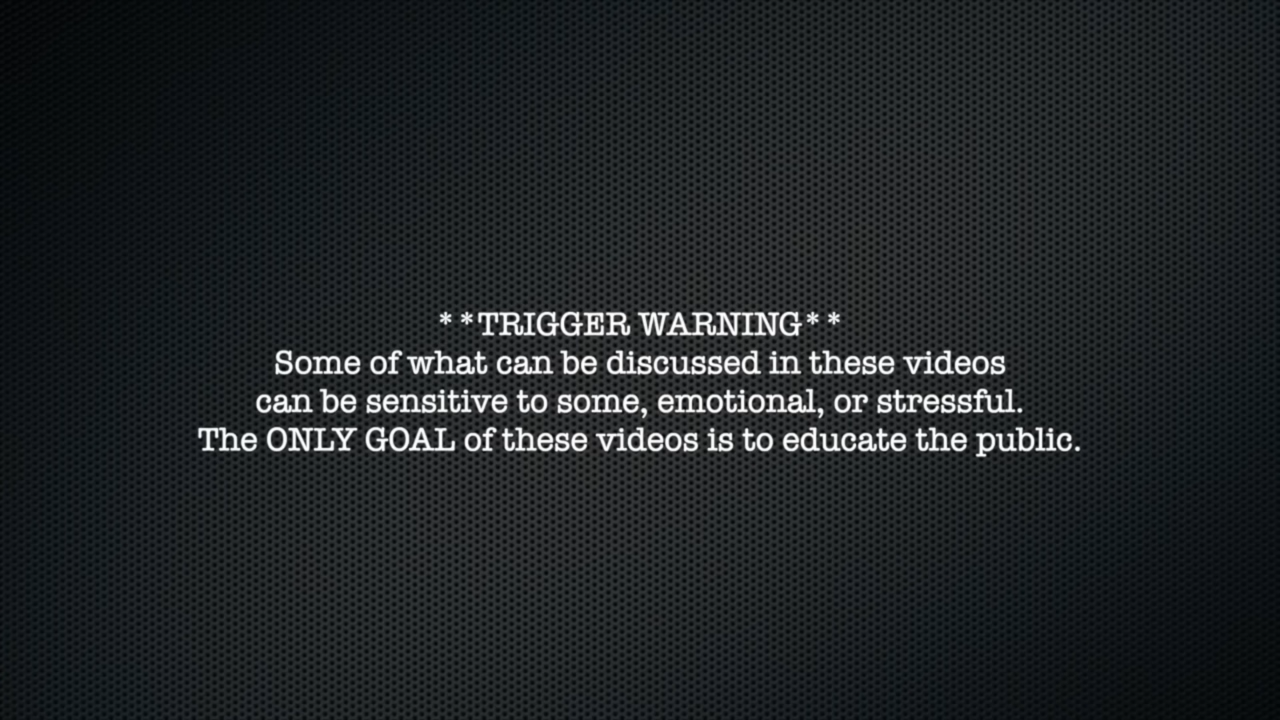 **TRIGGER WARNING**
Some of what can be discussed in these videos
can be sensitive to some, emotional, or stressful.
The ONLY GOAL of these videos is to educate the public.